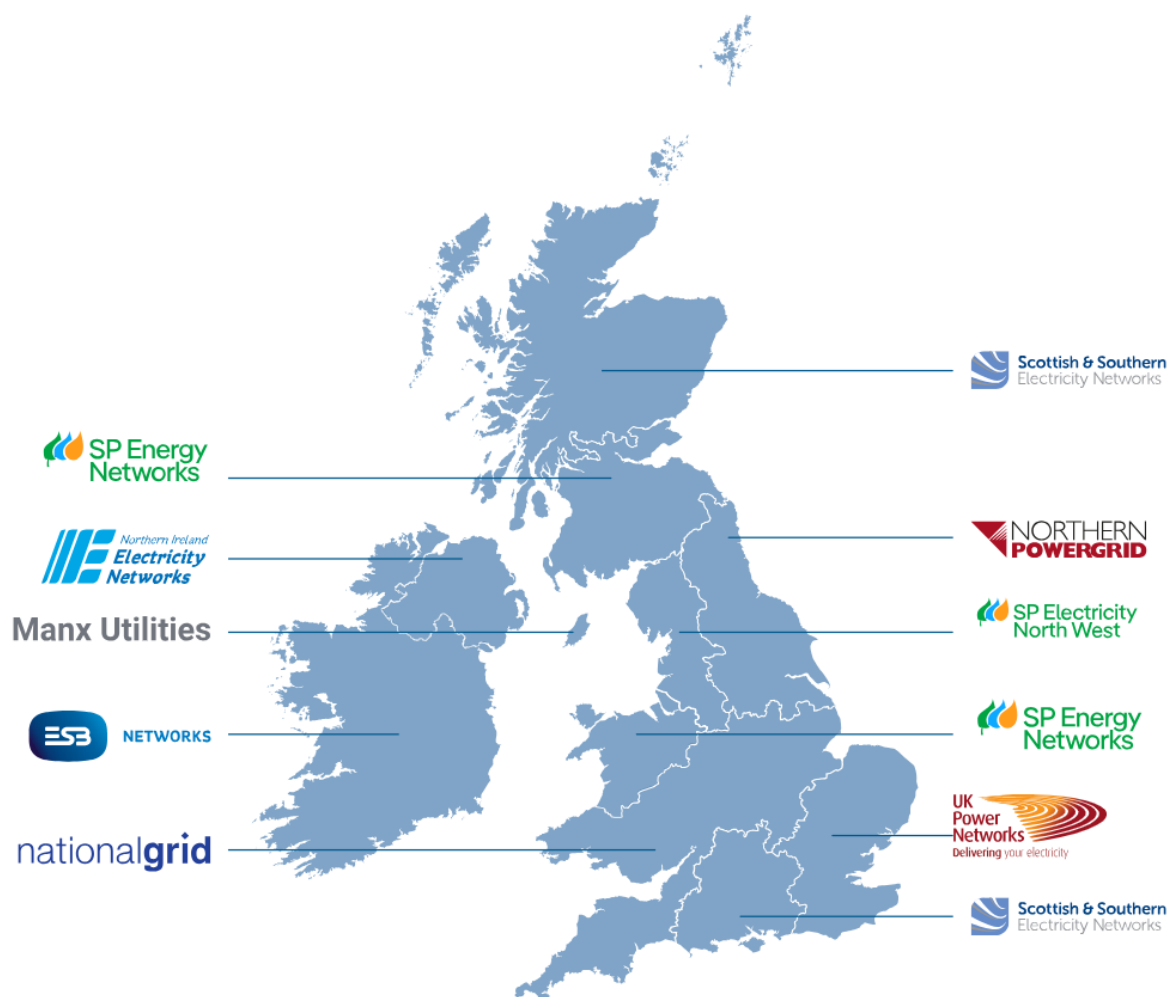 Scottish & Southern
Electricity Networks
SP Energy
Networks
Northern Ireland
Electricity
Networks
NORTHERN
POWERGRID
Manx Utilities
SP Electricity
North West
ESB NETWORKS
SP Energy
Networks
UK
Power
Networks
Delivering your electricity
nationalgrid
Scottish & Southern
Electricity Networks